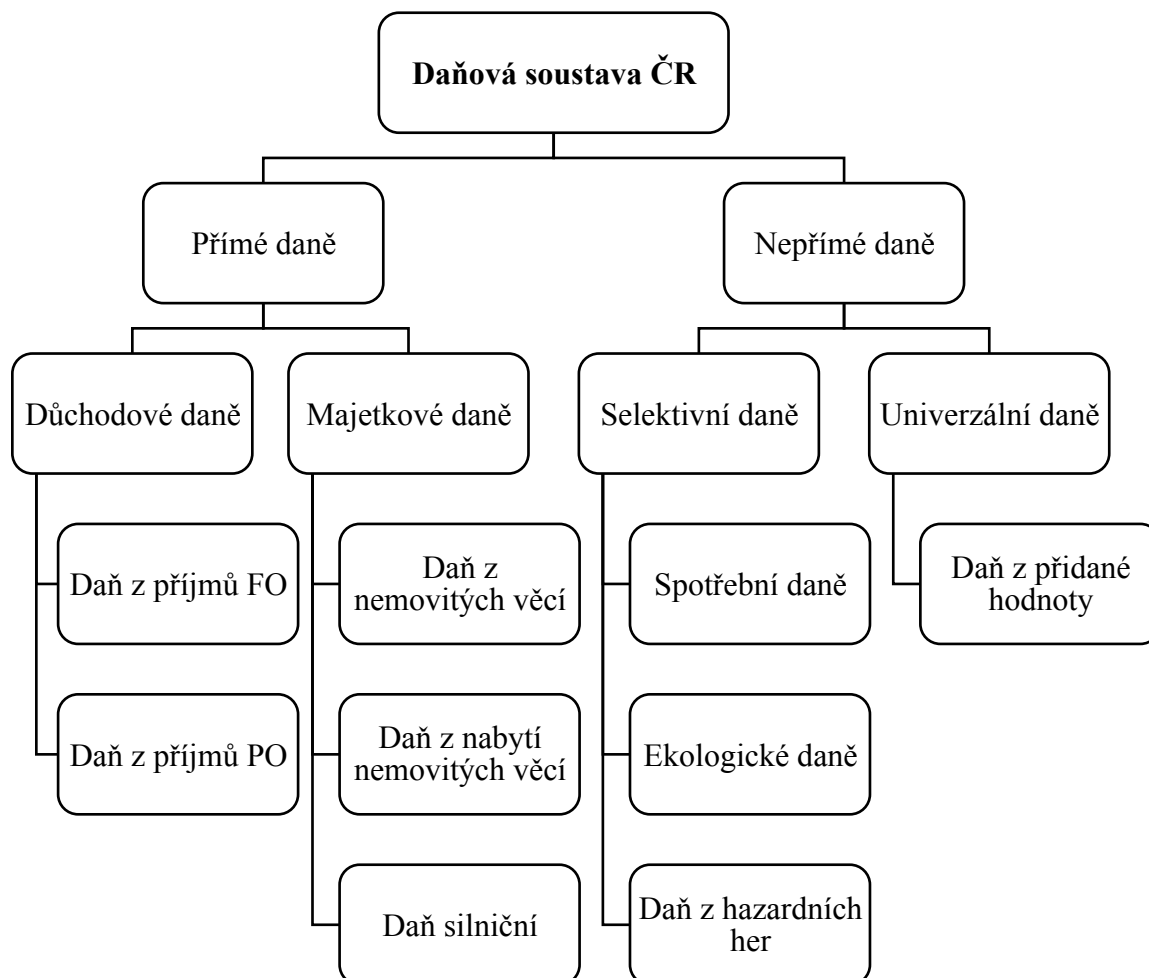 Daňová soustava ČR
Přímé daně
Nepřímé daně
Důchodové daně
Majetkové daně
Selektivní daně
Univerzální daně
Daň z příjmů FO
Daň z
nemovitých věcí
Spotřební daně
Daň z přidané
hodnoty
Daň z příjmů PO
Daň z nabytí
nemovitých věcí
Ekologické daně
Daň silniční
Daň z hazardních
her